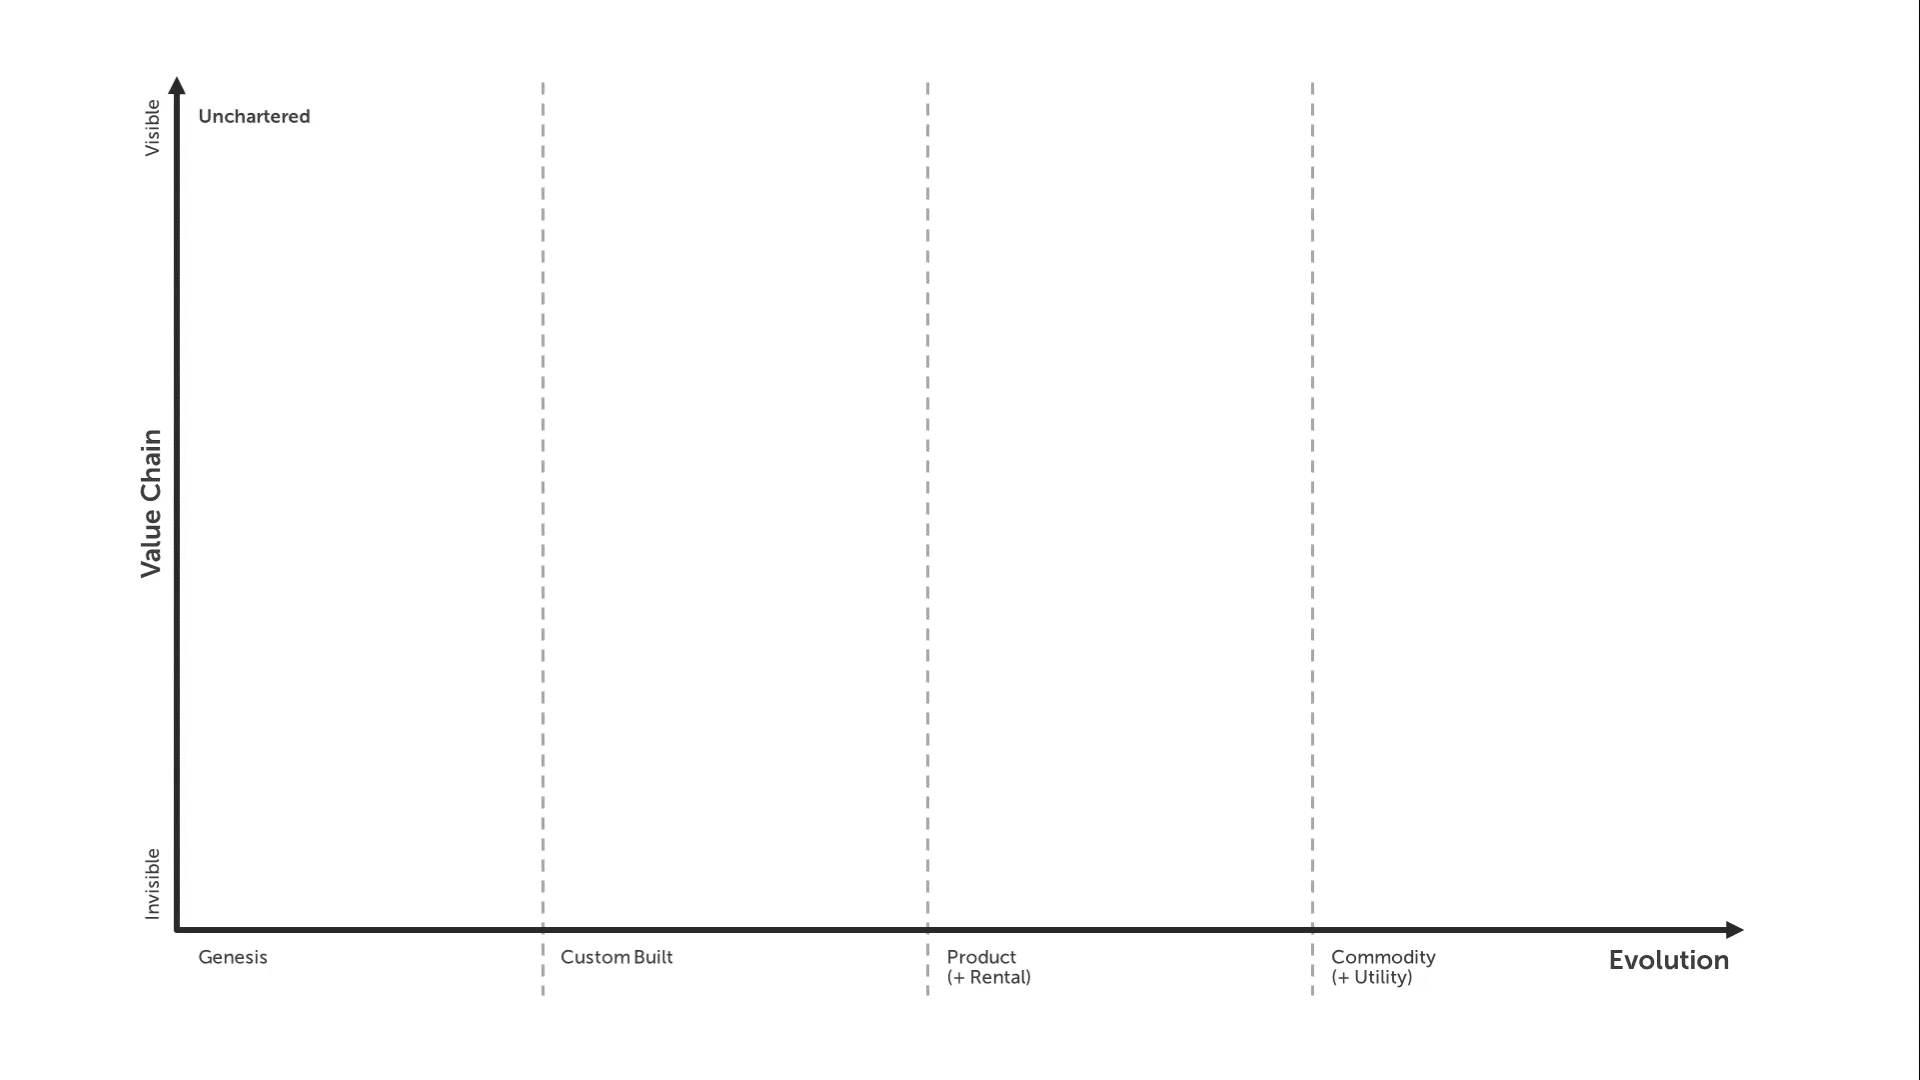 Visible
Unchartered
Value Chain
Invisible
Genesis
Custom Built
Product
(+ Rental)
Commodity
(+ Utility)
Evolution